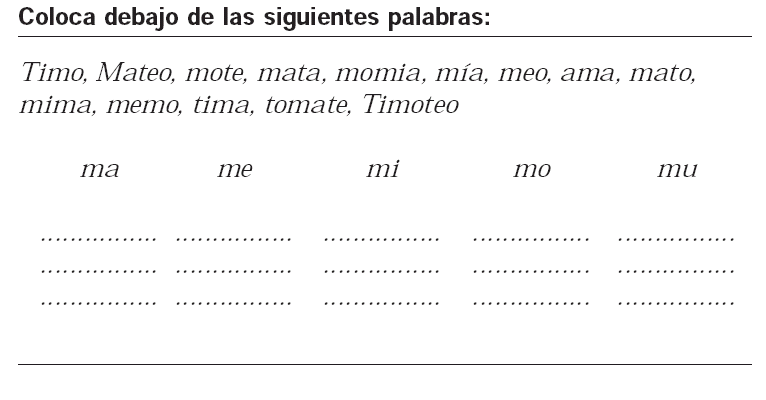 Coloca debajo de las siguientes palabras:
Timo, Mateo, mote, mata, momia, mía, meo, ama, mato,
mima, memo, tima, tomate, Timoteo
ma me mi mo mu
................ ................ ................ ................ ................
................ ................ ................ ................ ................
................ ................ ................ ................ ................